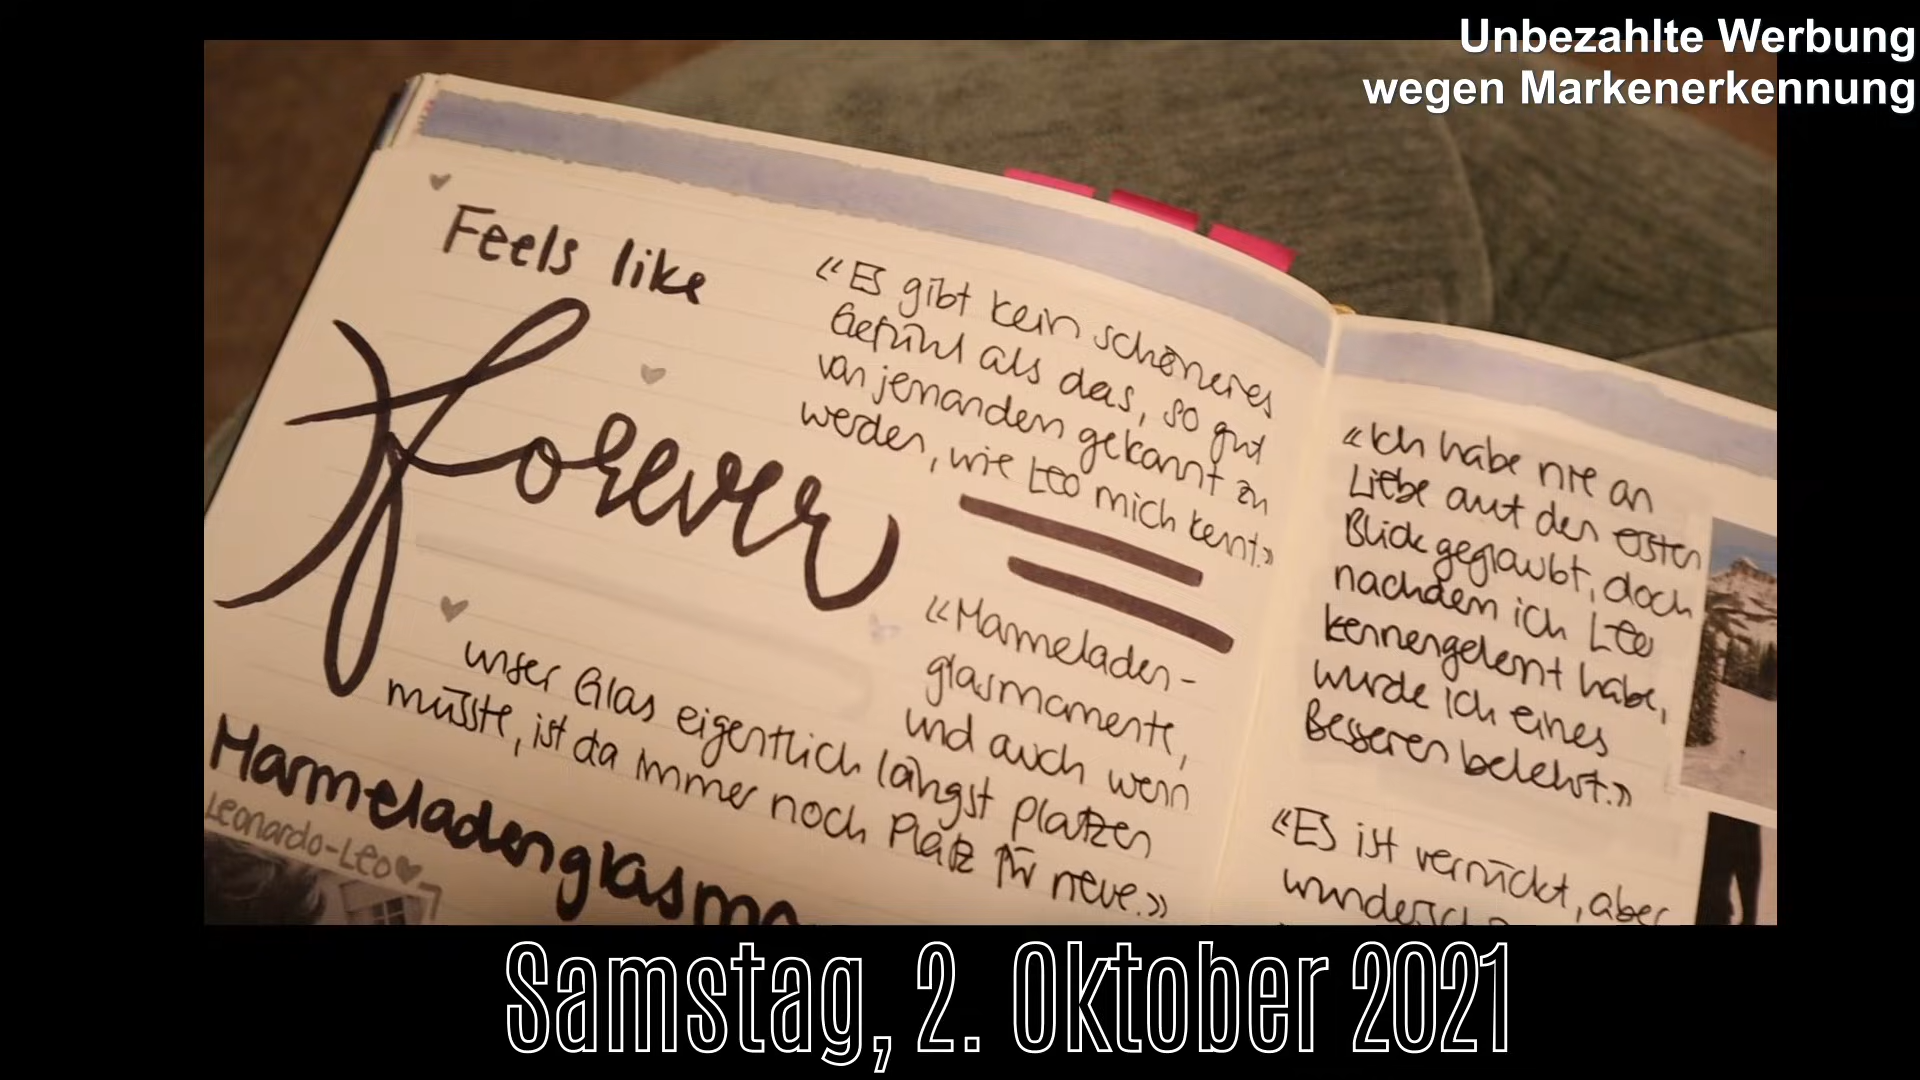 Unbezahlte Werbung
wegen Markenerkennung
Feels like
forever
«Es gibt kein schöneres
Gefühl als das, so gut
von jemanden gekannt zu
werden, wie Leo mich kennt.»
«Marmeladen-
glasmomente,
und auch wenn
unser Glas eigentlich längst platzen
müsste, ist da immer noch Platz für neue.»
Marmeladenglasmo
Leonardo-Leo
«Ich habe nie an
Liebe auf den ersten
Blick geglaubt, doch
nachdem ich Leo
kennengelernt habe,
wurde ich eines
Besseren belehrt.»
«Es ist verrückt, aber
Samstag, 2. Oktober 2021